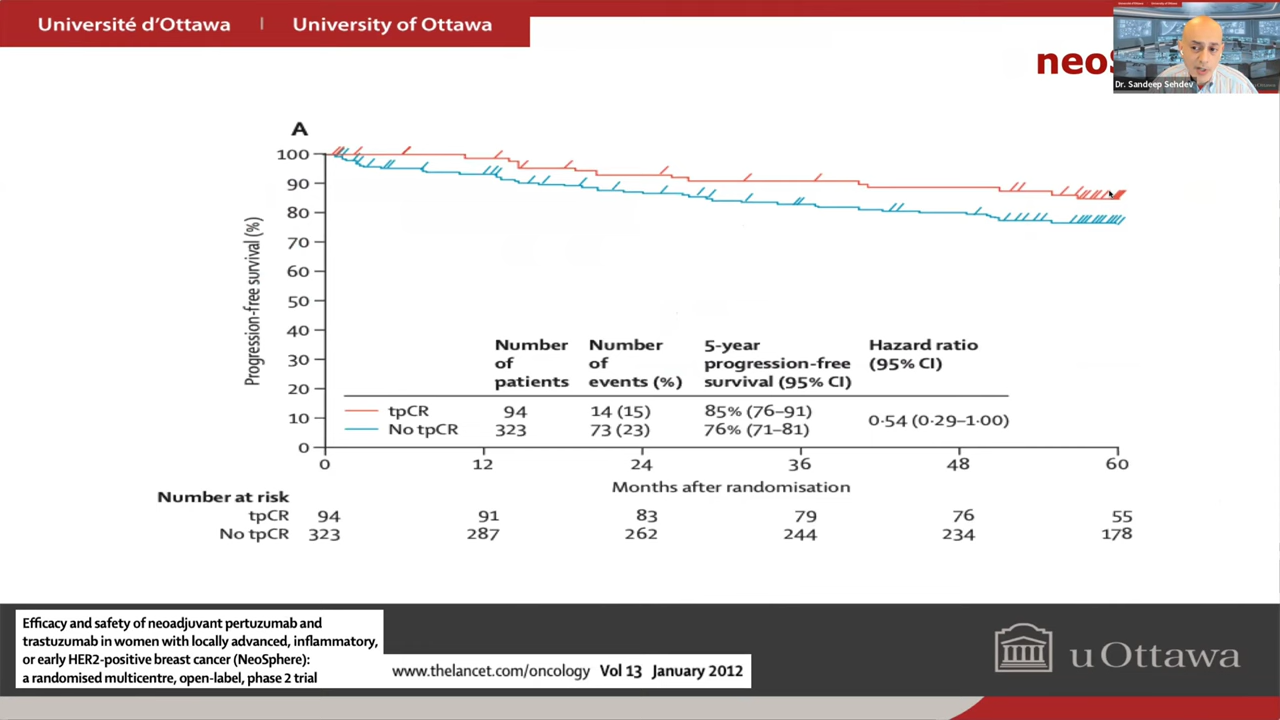 Université d'Ottawa | University of Ottawa
neoS
Dr. Sandeep Sehdev
A
100
90
80
70
60
50
40
30
20
10
0
Progression-free survival (%)
Number of patients
Number of events (%)
5-year progression-free survival (95% CI)
Hazard ratio (95% CI)
tpCR 94 14 (15) 85% (76–91)
No tpCR 323 73 (23) 76% (71–81)
0·54 (0·29–1·00)
0 12 24 36 48 60
Months after randomisation
Number at risk
tpCR 94 91 83 79 76 55
No tpCR 323 287 262 244 234 178
Efficacy and safety of neoadjuvant pertuzumab and
trastuzumab in women with locally advanced, inflammatory,
or early HER2-positive breast cancer (NeoSphere):
a randomised multicentre, open-label, phase 2 trial
www.thelancet.com/oncology Vol 13 January 2012
uOttawa